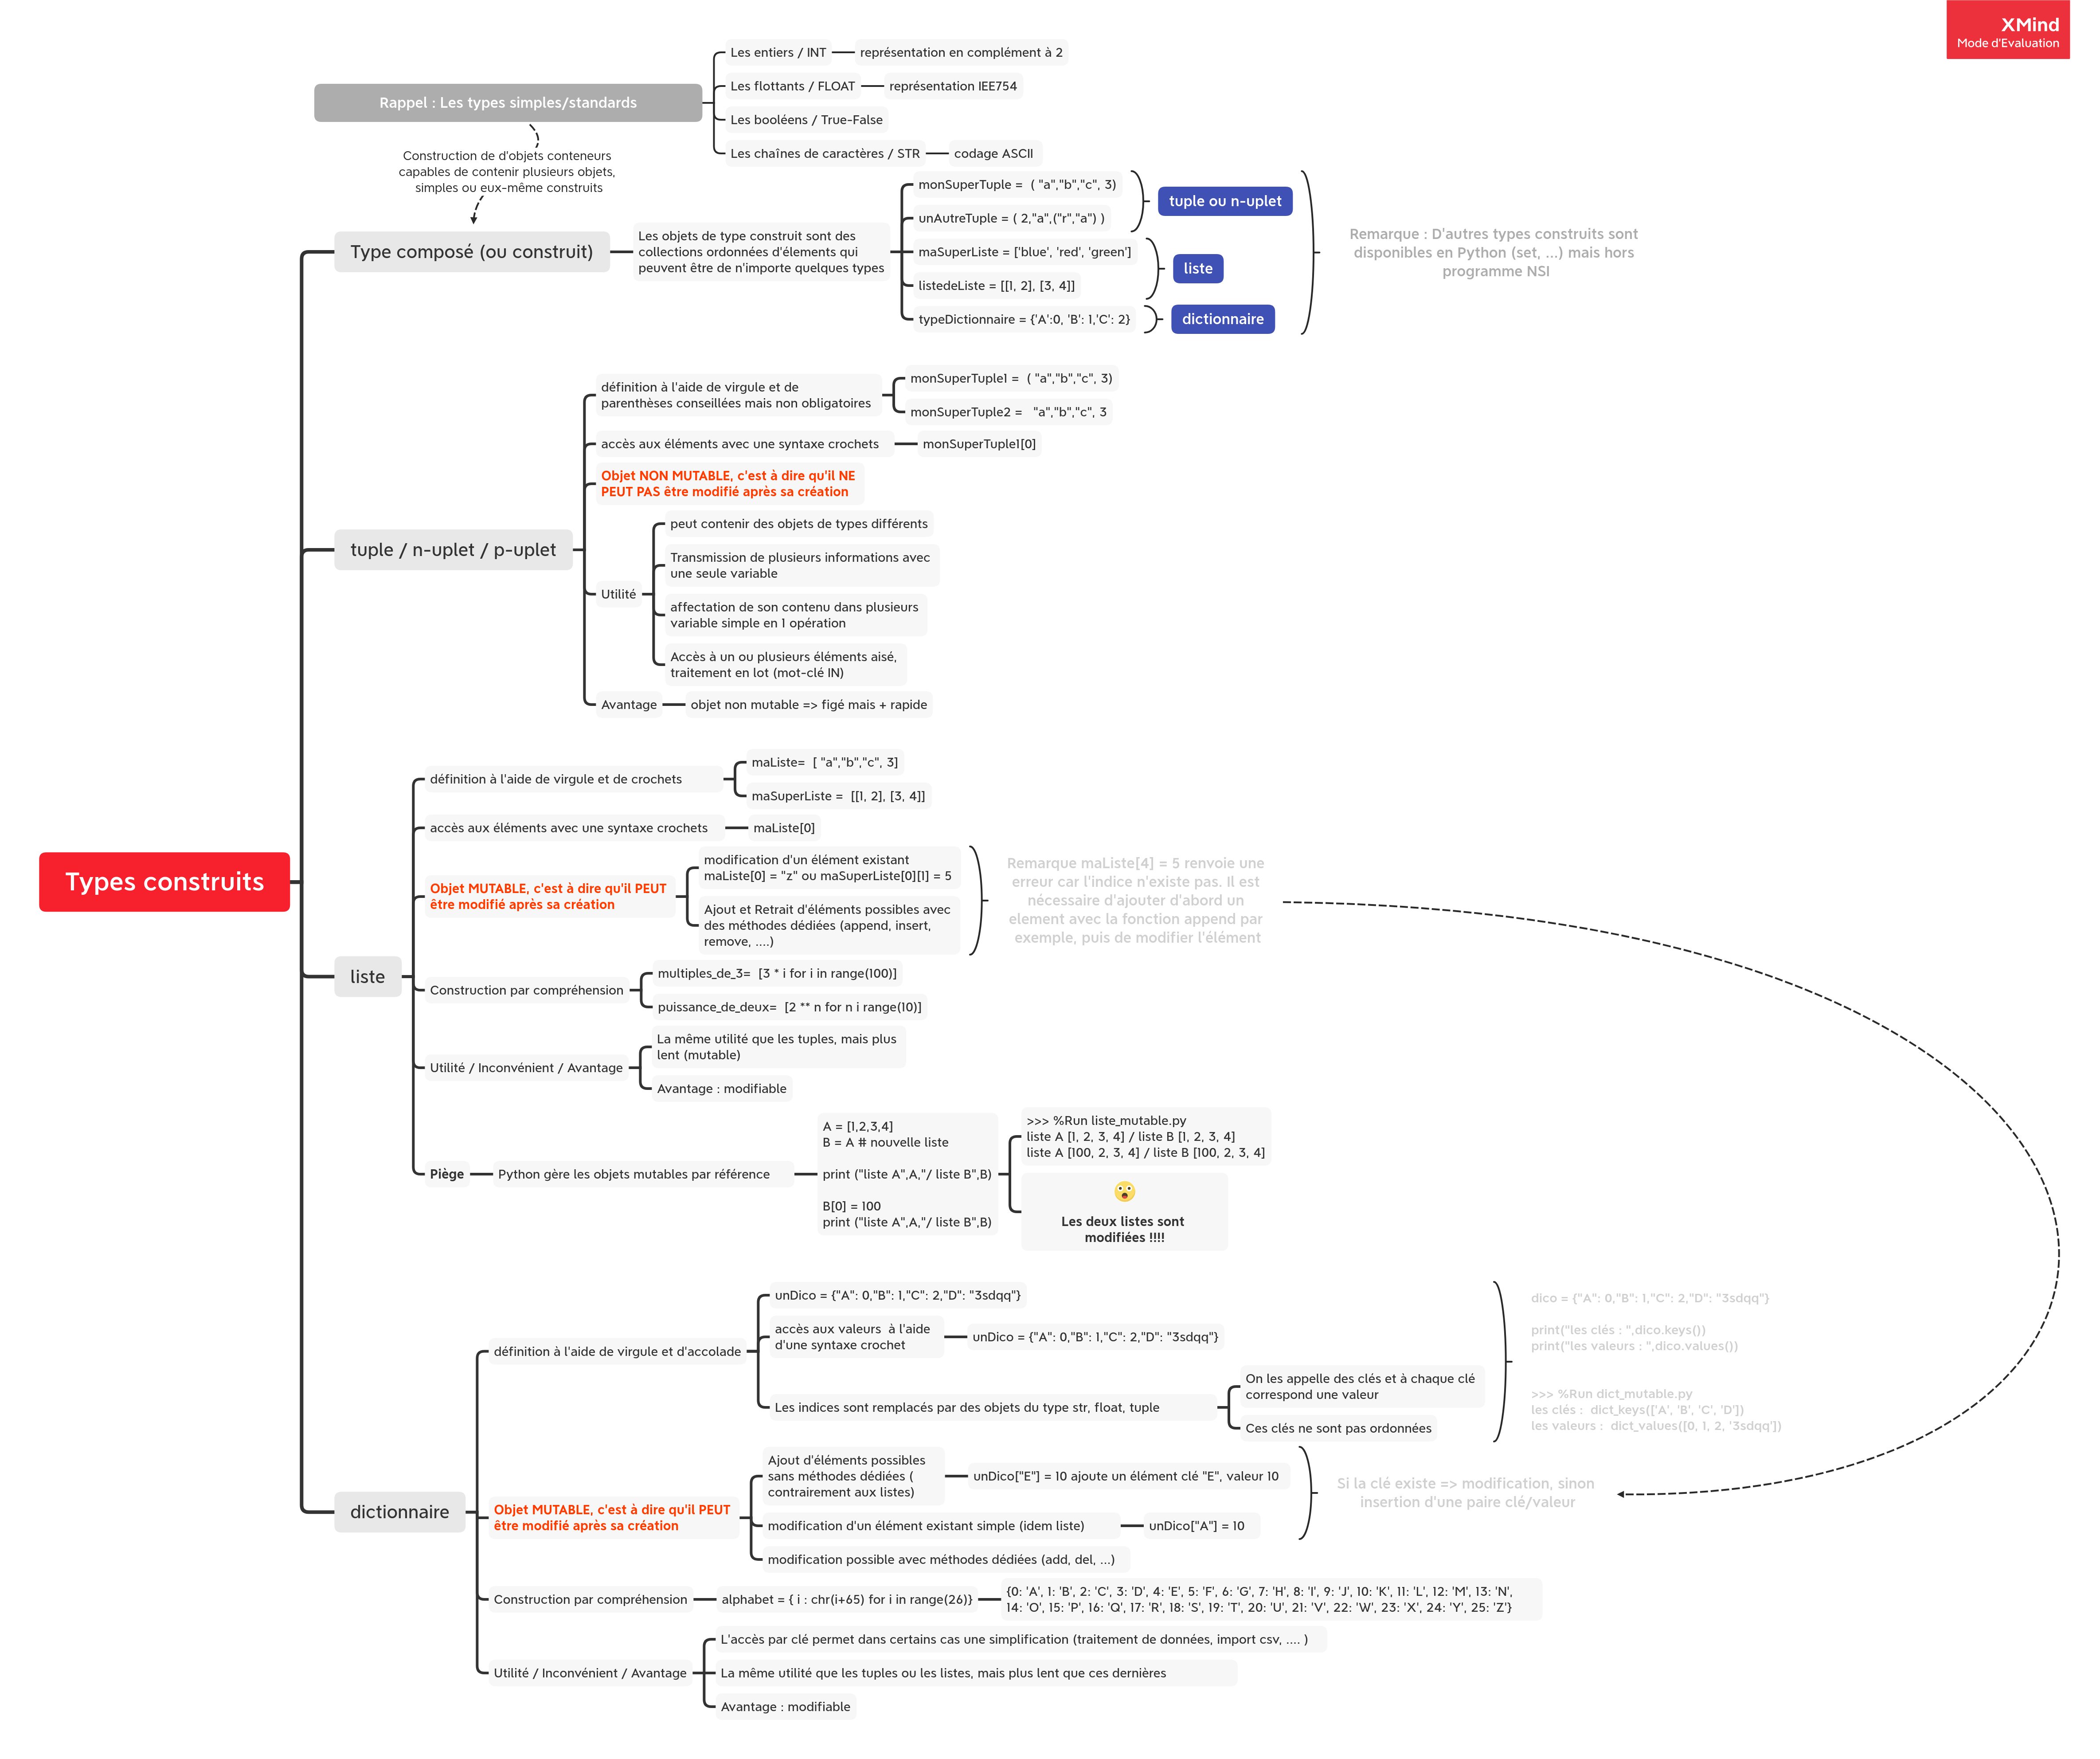 XMind
Mode d'Evaluation
Rappel : Les types simples/standards
Les entiers / INT
représentation en complément à 2
Les flottants / FLOAT
représentation IEE754
Les booléens / True-False
Les chaînes de caractères / STR
codage ASCII
Construction de d'objets conteneurs
capables de contenir plusieurs objets,
simples ou eux-même construits
Types construits
Type composé (ou construit)
Les objets de type construit sont des
collections ordonnées d'élements qui
peuvent être de n'importe quelques types
monSuperTuple =  ( "a","b","c", 3)
unAutreTuple = ( 2,"a",("r","a") )
tuple ou n-uplet
maSuperListe = ['blue', 'red', 'green']
listedeListe = [[1, 2], [3, 4]]
liste
typeDictionnaire = {'A':0, 'B': 1,'C': 2}
dictionnaire
Remarque : D'autres types construits sont
disponibles en Python (set, ...) mais hors
programme NSI
tuple / n-uplet / p-uplet
définition à l'aide de virgule et de
parenthèses conseillées mais non obligatoires
monSuperTuple1 =  ( "a","b","c", 3)
monSuperTuple2 =   "a","b","c", 3
accès aux éléments avec une syntaxe crochets
monSuperTuple1[0]
Objet NON MUTABLE, c'est à dire qu'il NE
PEUT PAS être modifié après sa création
Utilité
peut contenir des objets de types différents
Transmission de plusieurs informations avec
une seule variable
affectation de son contenu dans plusieurs
variable simple en 1 opération
Accès à un ou plusieurs éléments aisé,
traitement en lot (mot-clé IN)
Avantage
objet non mutable => figé mais + rapide
liste
définition à l'aide de virgule et de crochets
maListe=  [ "a","b","c", 3]
maSuperListe =  [[1, 2], [3, 4]]
accès aux éléments avec une syntaxe crochets
maListe[0]
Objet MUTABLE, c'est à dire qu'il PEUT
être modifié après sa création
modification d'un élément existant
maListe[0] = "z" ou maSuperListe[0][1] = 5
Ajout et Retrait d'éléments possibles avec
des méthodes dédiées (append, insert,
remove, ....)
Remarque maListe[4] = 5 renvoie une
erreur car l'indice n'existe pas. Il est
nécessaire d'ajouter d'abord un
element avec la fonction append par
exemple, puis de modifier l'élément
Construction par compréhension
multiples_de_3=  [3 * i for i in range(100)]
puissance_de_deux=  [2 ** n for n i range(10)]
Utilité / Inconvénient / Avantage
La même utilité que les tuples, mais plus
lent (mutable)
Avantage : modifiable
Piège
Python gère les objets mutables par référence
A = [1,2,3,4]
B = A # nouvelle liste
print ("liste A",A,"/ liste B",B)
B[0] = 100
print ("liste A",A,"/ liste B",B)
>>> %Run liste_mutable.py
liste A [1, 2, 3, 4] / liste B [1, 2, 3, 4]
liste A [100, 2, 3, 4] / liste B [100, 2, 3, 4]
Les deux listes sont
modifiées !!!!
dictionnaire
définition à l'aide de virgule et d'accolade
unDico = {"A": 0,"B": 1,"C": 2,"D": "3sdqq"}
accès aux valeurs  à l'aide
d'une syntaxe crochet
unDico = {"A": 0,"B": 1,"C": 2,"D": "3sdqq"}
Les indices sont remplacés par des objets du type str, float, tuple
On les appelle des clés et à chaque clé
correspond une valeur
Ces clés ne sont pas ordonnées
dico = {"A": 0,"B": 1,"C": 2,"D": "3sdqq"}
print("les clés : ",dico.keys())
print("les valeurs : ",dico.values())
>>> %Run dict_mutable.py
les clés :  dict_keys(['A', 'B', 'C', 'D'])
les valeurs :  dict_values([0, 1, 2, '3sdqq'])
Objet MUTABLE, c'est à dire qu'il PEUT
être modifié après sa création
Ajout d'éléments possibles
sans méthodes dédiées (
contrairement aux listes)
unDico["E"] = 10 ajoute un élément clé "E", valeur 10
modification d'un élément existant simple (idem liste)
unDico["A"] = 10
modification possible avec méthodes dédiées (add, del, ...)
Si la clé existe => modification, sinon
insertion d'une paire clé/valeur
Construction par compréhension
alphabet = { i : chr(i+65) for i in range(26)}
{0: 'A', 1: 'B', 2: 'C', 3: 'D', 4: 'E', 5: 'F', 6: 'G', 7: 'H', 8: 'I', 9: 'J', 10: 'K', 11: 'L', 12: 'M', 13: 'N',
14: 'O', 15: 'P', 16: 'Q', 17: 'R', 18: 'S', 19: 'T', 20: 'U', 21: 'V', 22: 'W', 23: 'X', 24: 'Y', 25: 'Z'}
Utilité / Inconvénient / Avantage
L'accès par clé permet dans certains cas une simplification (traitement de données, import csv, .... )
La même utilité que les tuples ou les listes, mais plus lent que ces dernières
Avantage : modifiable